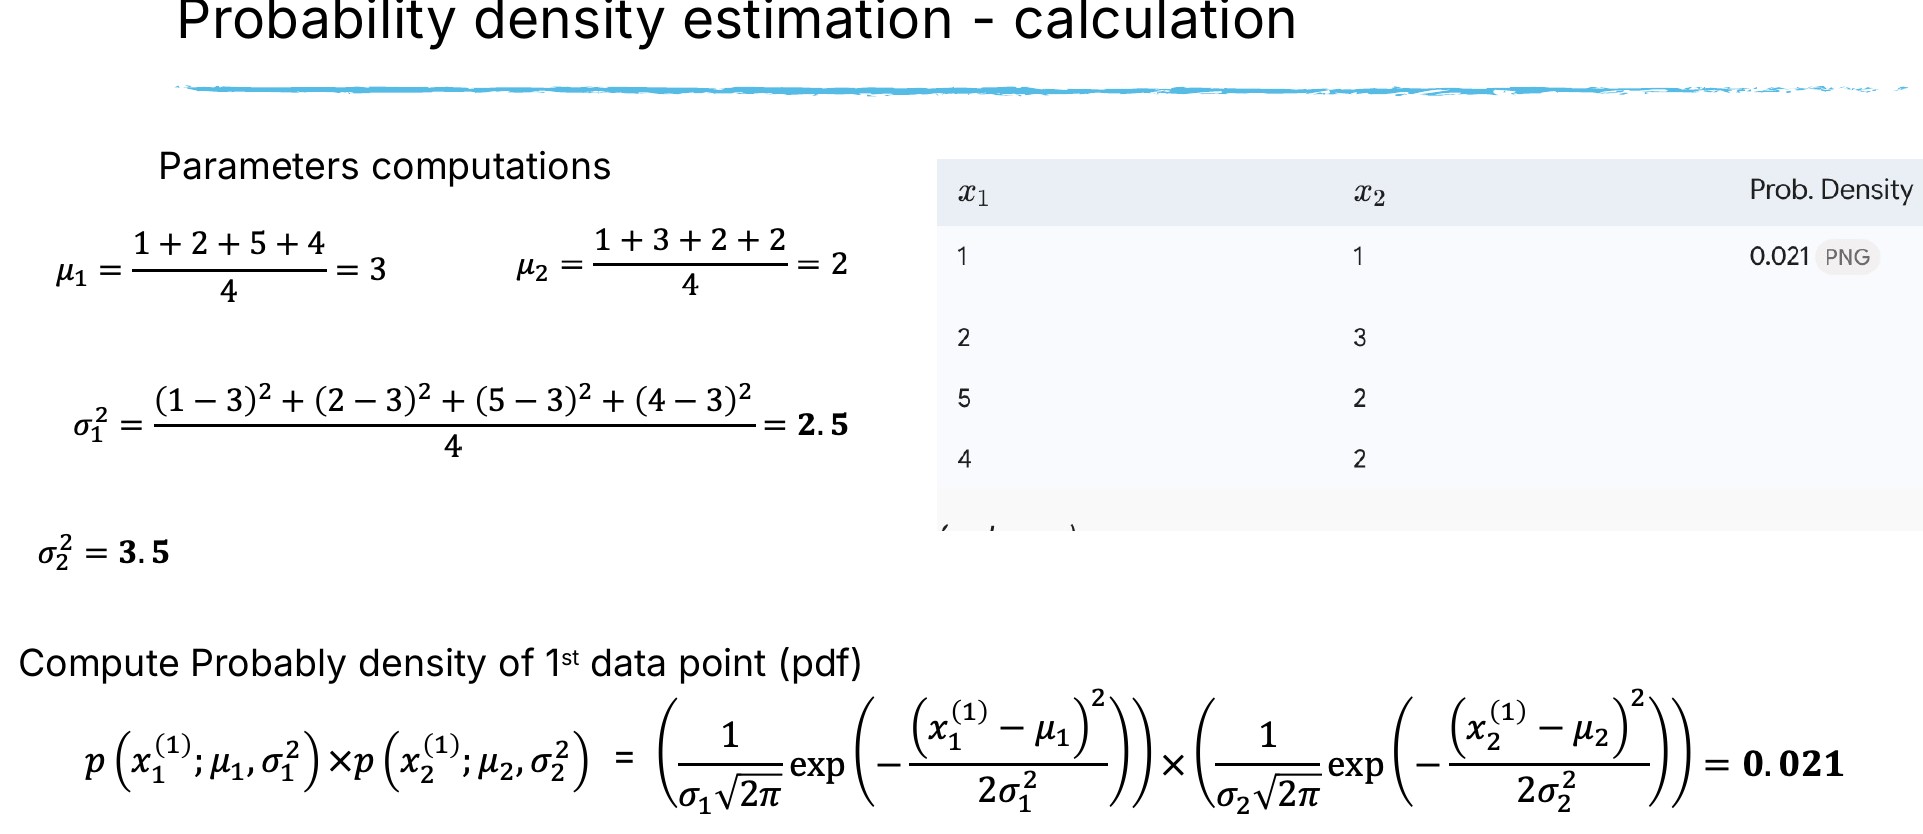 Probability density estimation - calculation
Parameters computations
μ₁ = (1 + 2 + 5 + 4)/4 = 3
μ₂ = (1 + 3 + 2 + 2)/4 = 2
σ₁² = ((1 − 3)² + (2 − 3)² + (5 − 3)² + (4 − 3)²)/4 = 2.5
σ₂² = 3.5
x₁ x₂ Prob. Density
1 1 0.021 PNG
2 3
5 2
4 2
Compute Probably density of 1st data point (pdf)
p(x₁⁽¹⁾; μ₁, σ₁²) × p(x₂⁽¹⁾; μ₂, σ₂²) = (1/(σ₁√2π) exp(−(x₁⁽¹⁾ − μ₁)²/(2σ₁²))) × (1/(σ₂√2π) exp(−(x₂⁽¹⁾ − μ₂)²/(2σ₂²))) = 0.021